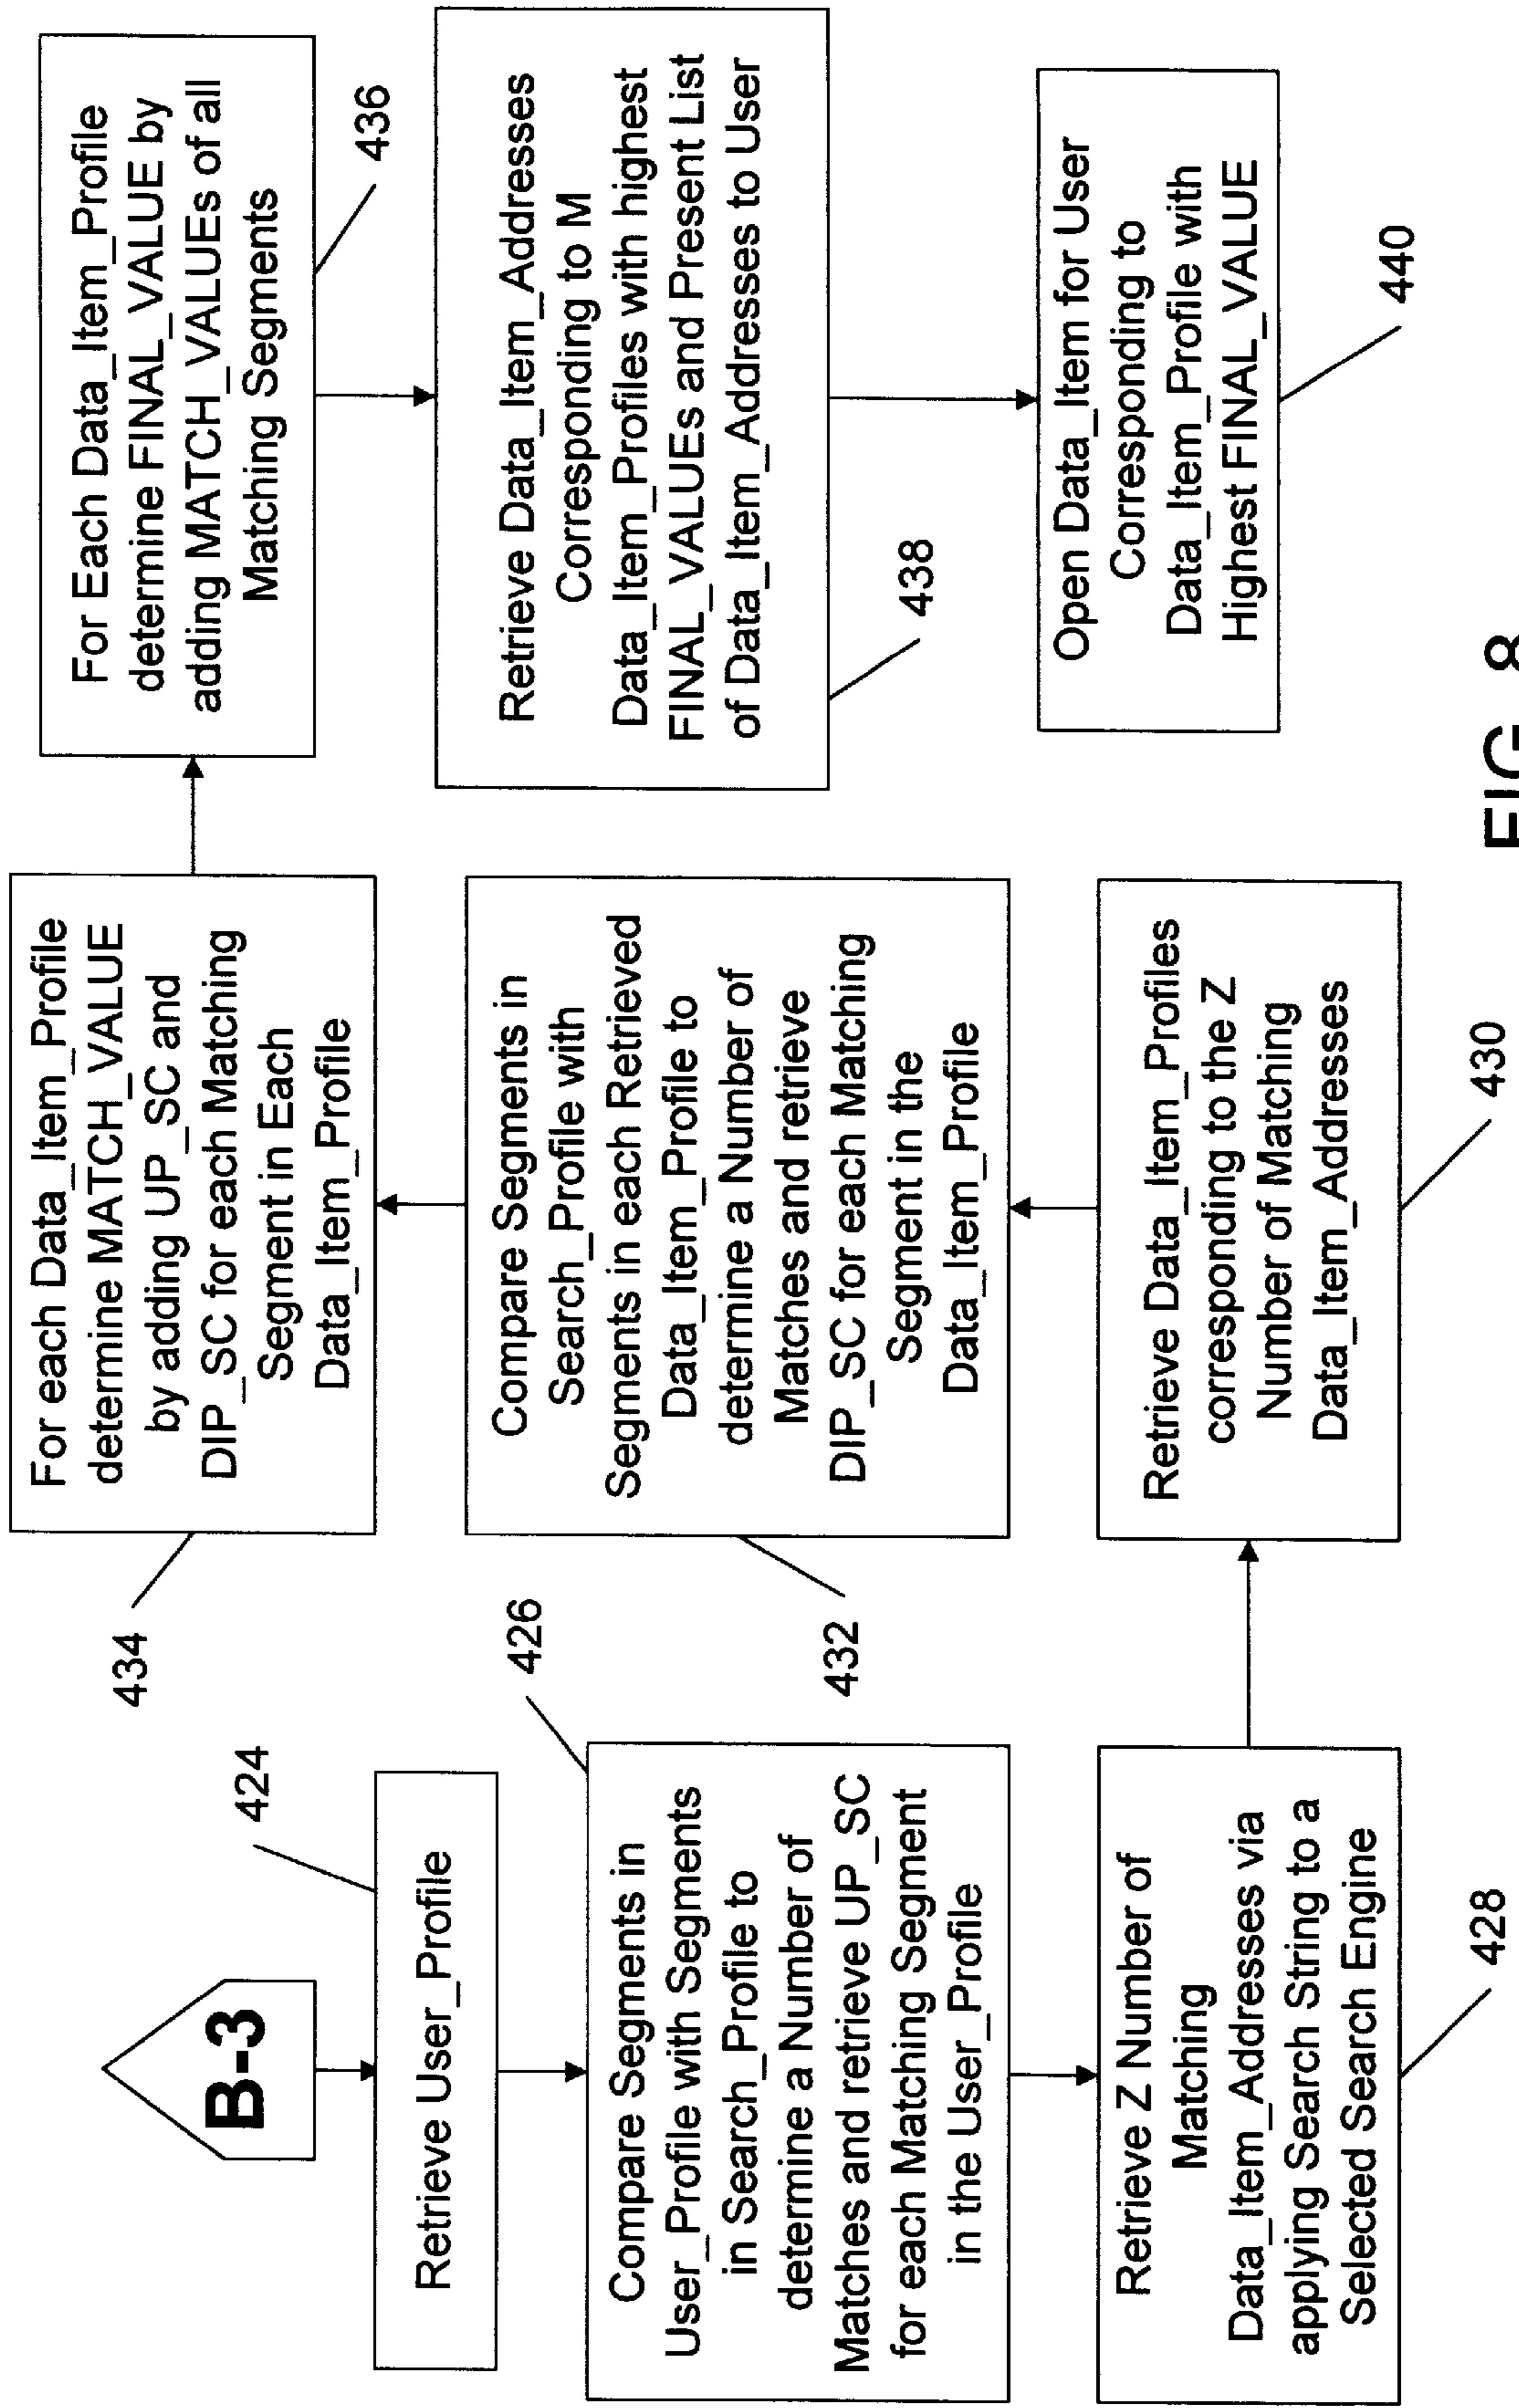 B-3
424
Retrieve User_Profile
426
Compare Segments in
User_Profile with Segments
in Search_Profile to
determine a Number of
Matches and retrieve UP_SC
for each Matching Segment
in the User_Profile
Retrieve Z Number of
Matching
Data_Item_Addresses via
applying Search String to a
Selected Search Engine
428
Retrieve Data_Item_Profiles
corresponding to the Z
Number of Matching
Data_Item_Addresses
430
Compare Segments in
Search_Profile with
Segments in each Retrieved
Data_Item_Profile to
determine a Number of
Matches and retrieve
DIP_SC for each Matching
Segment in the
Data_Item_Profile
432
For each Data_Item_Profile
determine MATCH_VALUE
by adding UP_SC and
DIP_SC for each Matching
Segment in Each
Data_Item_Profile
434
For Each Data_Item_Profile
determine FINAL_VALUE by
adding MATCH_VALUEs of all
Matching Segments
436
Retrieve Data_Item_Addresses
Corresponding to M
Data_Item_Profiles with highest
FINAL_VALUEs and Present List
of Data_Item_Addresses to User
438
Open Data_Item for User
Corresponding to
Data_Item_Profile with
Highest FINAL_VALUE
440
FIG. 8